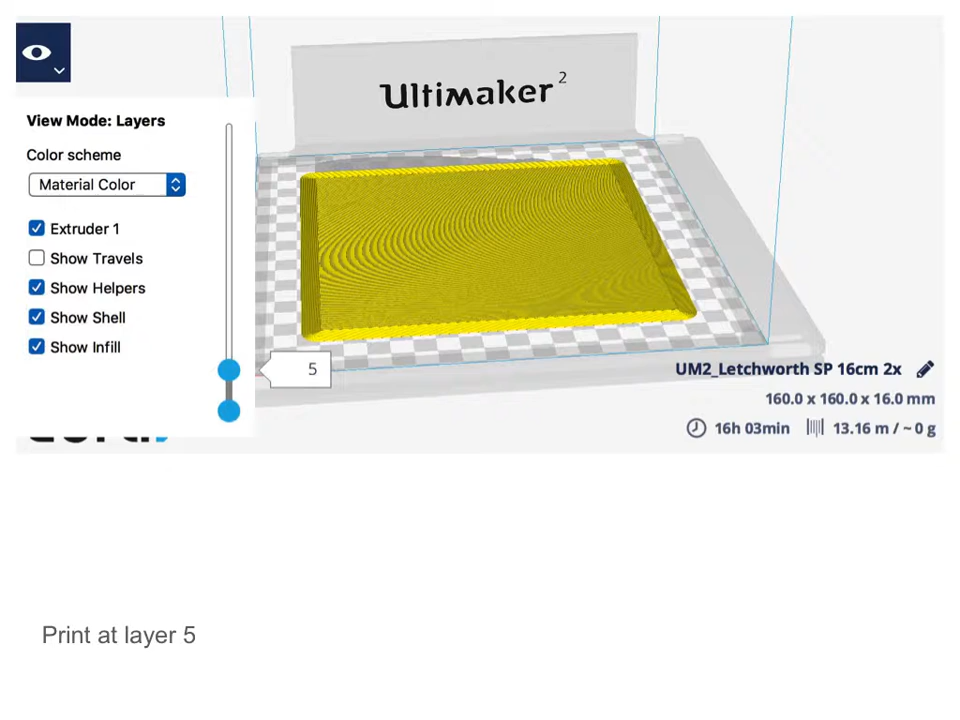 Ultimaker²
View Mode: Layers
Color scheme
Material Color
Extruder 1
Show Travels
Show Helpers
Show Shell
Show Infill
5
UM2_Letchworth SP 16cm 2x
160.0 x 160.0 x 16.0 mm
16h 03min 13.16 m / ~ 0 g
Print at layer 5